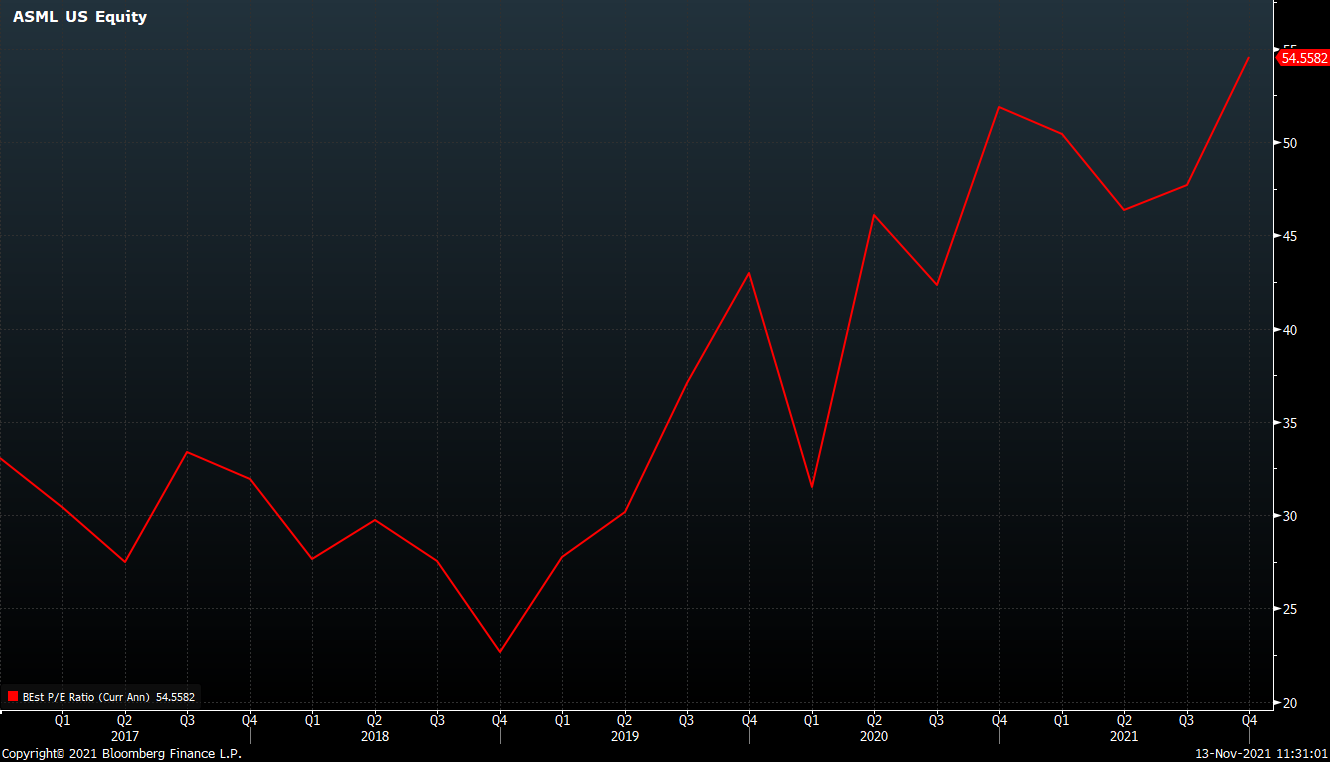 ASML US Equity
55
54.5582
50
45
40
35
30
25
20
BEst P/E Ratio (Curr Ann) 54.5582
Q1 Q2 Q3 Q4 Q1 Q2 Q3 Q4 Q1 Q2 Q3 Q4 Q1 Q2 Q3 Q4 Q1 Q2 Q3 Q4
2017 2018 2019 2020 2021
Copyright© 2021 Bloomberg Finance L.P. 13-Nov-2021 11:31:01